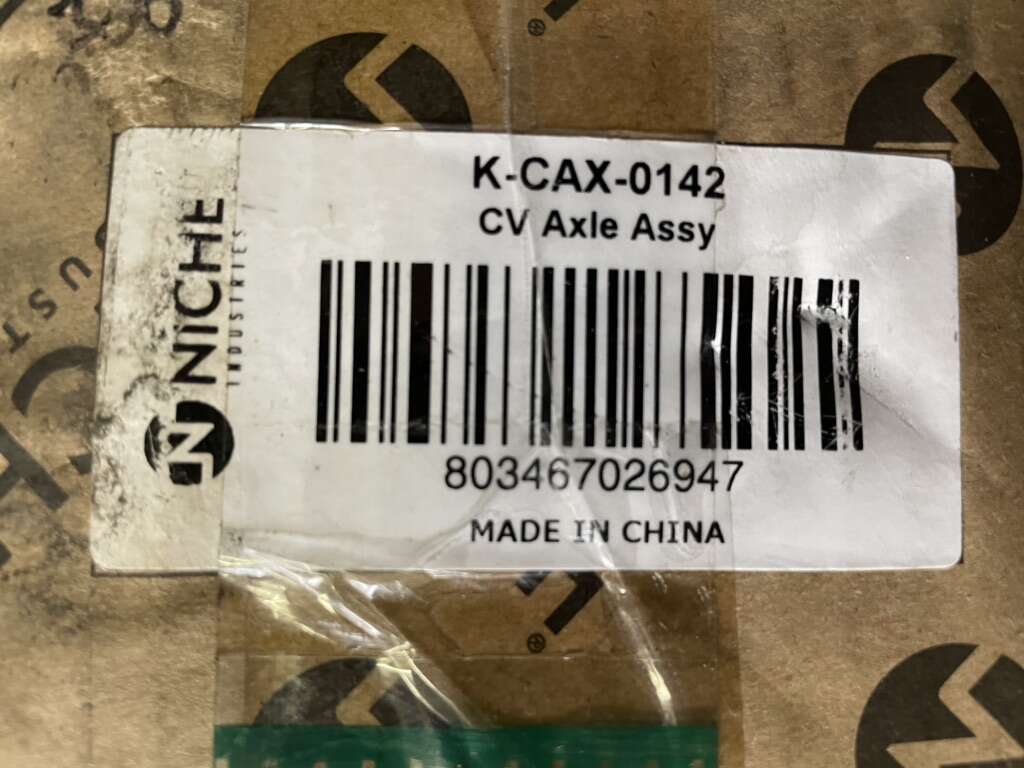 K-CAX-0142
CV Axle Assy
NICHE
INDUSTRIES
803467026947
MADE IN CHINA